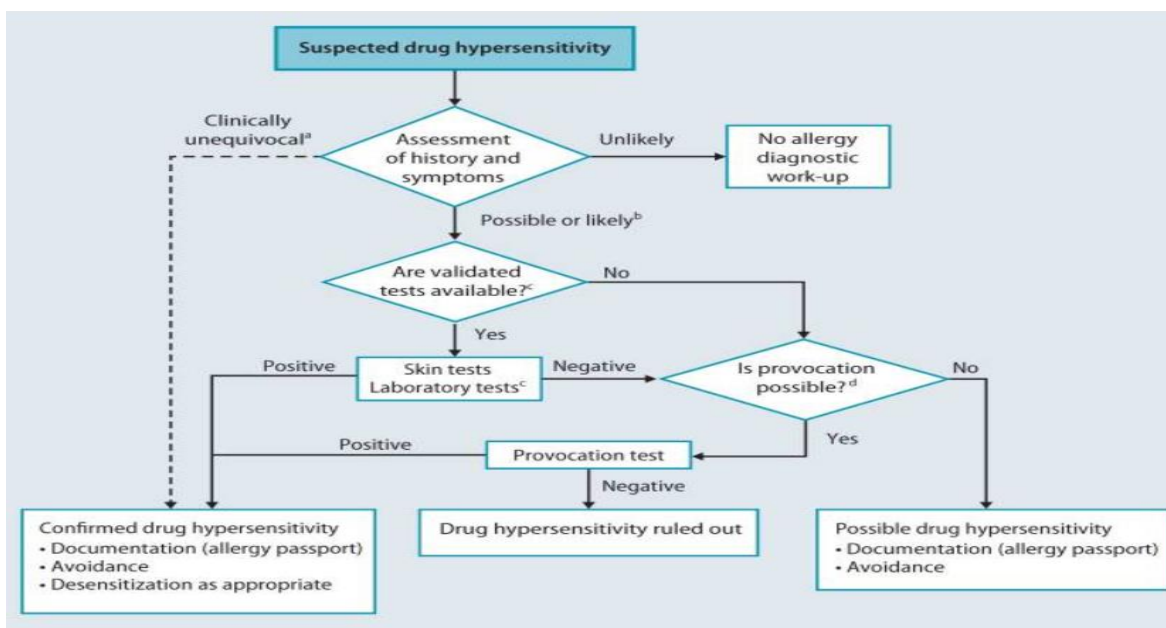 Suspected drug hypersensitivity
Clinically
unequivocalᵃ
Assessment
of history and
symptoms
Unlikely
No allergy
diagnostic
work-up
Possible or likelyᵇ
Are validated
tests available?ᶜ
No
Yes
Positive
Skin tests
Laboratory testsᶜ
Negative
Is provocation
possible?ᵈ
No
Yes
Positive
Provocation test
Negative
Confirmed drug hypersensitivity
• Documentation (allergy passport)
• Avoidance
• Desensitization as appropriate
Drug hypersensitivity ruled out
Possible drug hypersensitivity
• Documentation (allergy passport)
• Avoidance